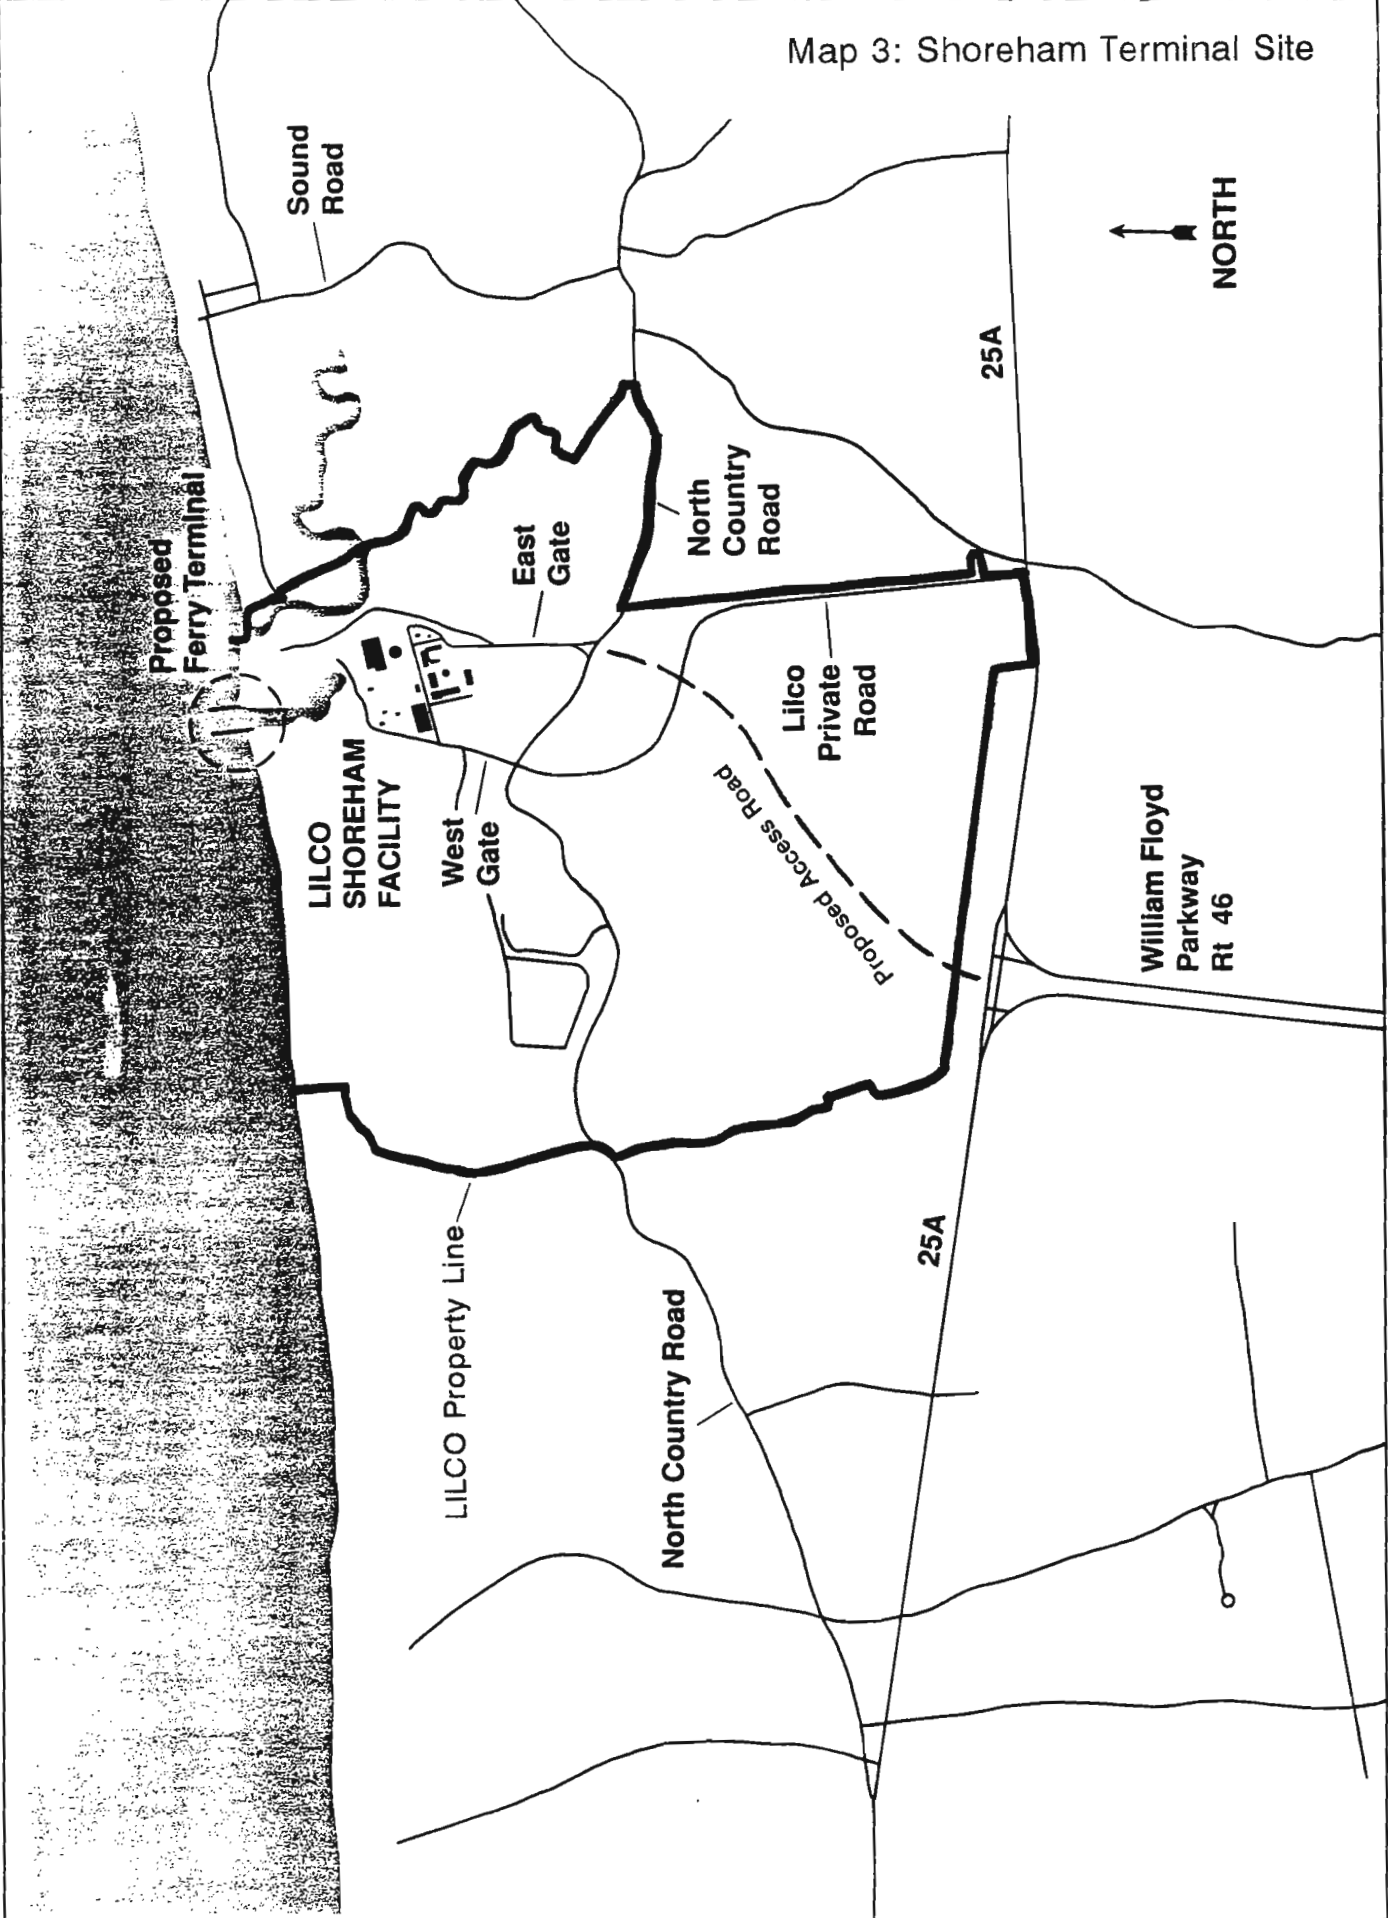 Map 3: Shoreham Terminal Site
Sound
Road
NORTH
25A
Proposed
Ferry Terminal
East
Gate
North
Country
Road
LILCO
SHOREHAM
FACILITY
West
Gate
Lilco
Private
Road
Proposed Access Road
William Floyd
Parkway
Rt 46
LILCO Property Line
North Country Road
25A